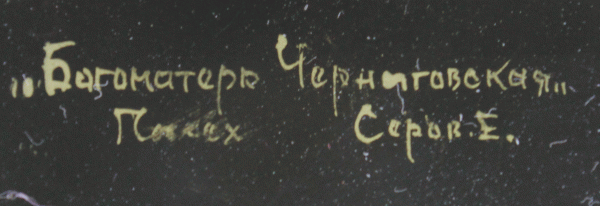 „Богоматерь Черниговская„
Палех Серов.Е.